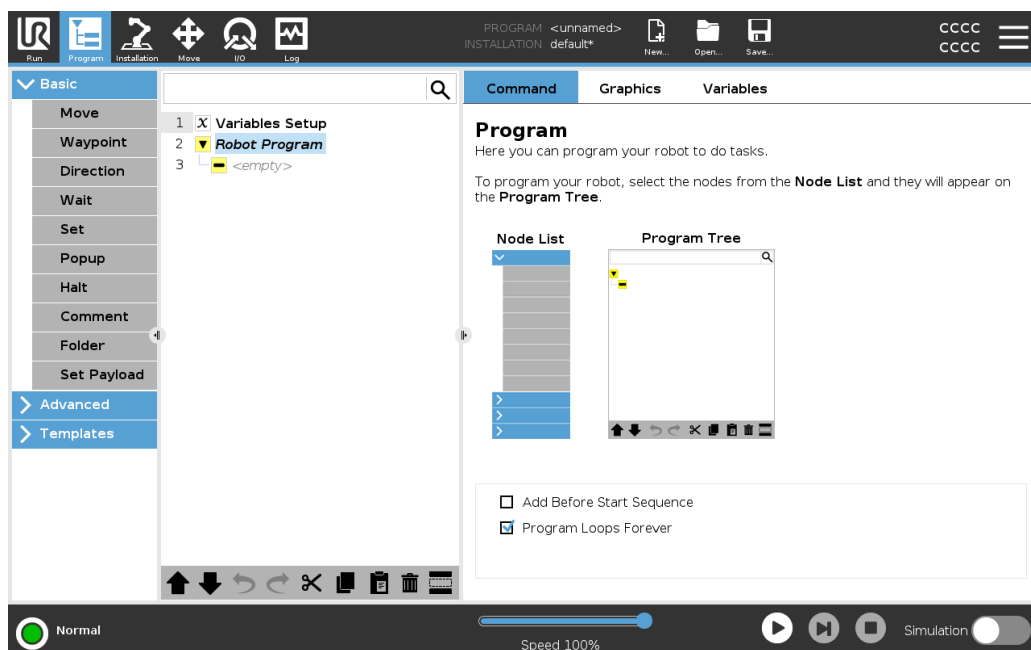 PROGRAM <unnamed>
INSTALLATION default*
CCCC
CCCC
Run
Program
Installation
Move
I/O
Log
New...
Open...
Save...
Basic
Move
Waypoint
Direction
Wait
Set
Popup
Halt
Comment
Folder
Set Payload
Advanced
Templates
1 X Variables Setup
2 Robot Program
3 <empty>
Command
Graphics
Variables
Program
Here you can program your robot to do tasks.
To program your robot, select the nodes from the Node List and they will appear on
the Program Tree.
Node List
Program Tree
Add Before Start Sequence
Program Loops Forever
Normal
Speed 100%
Simulation